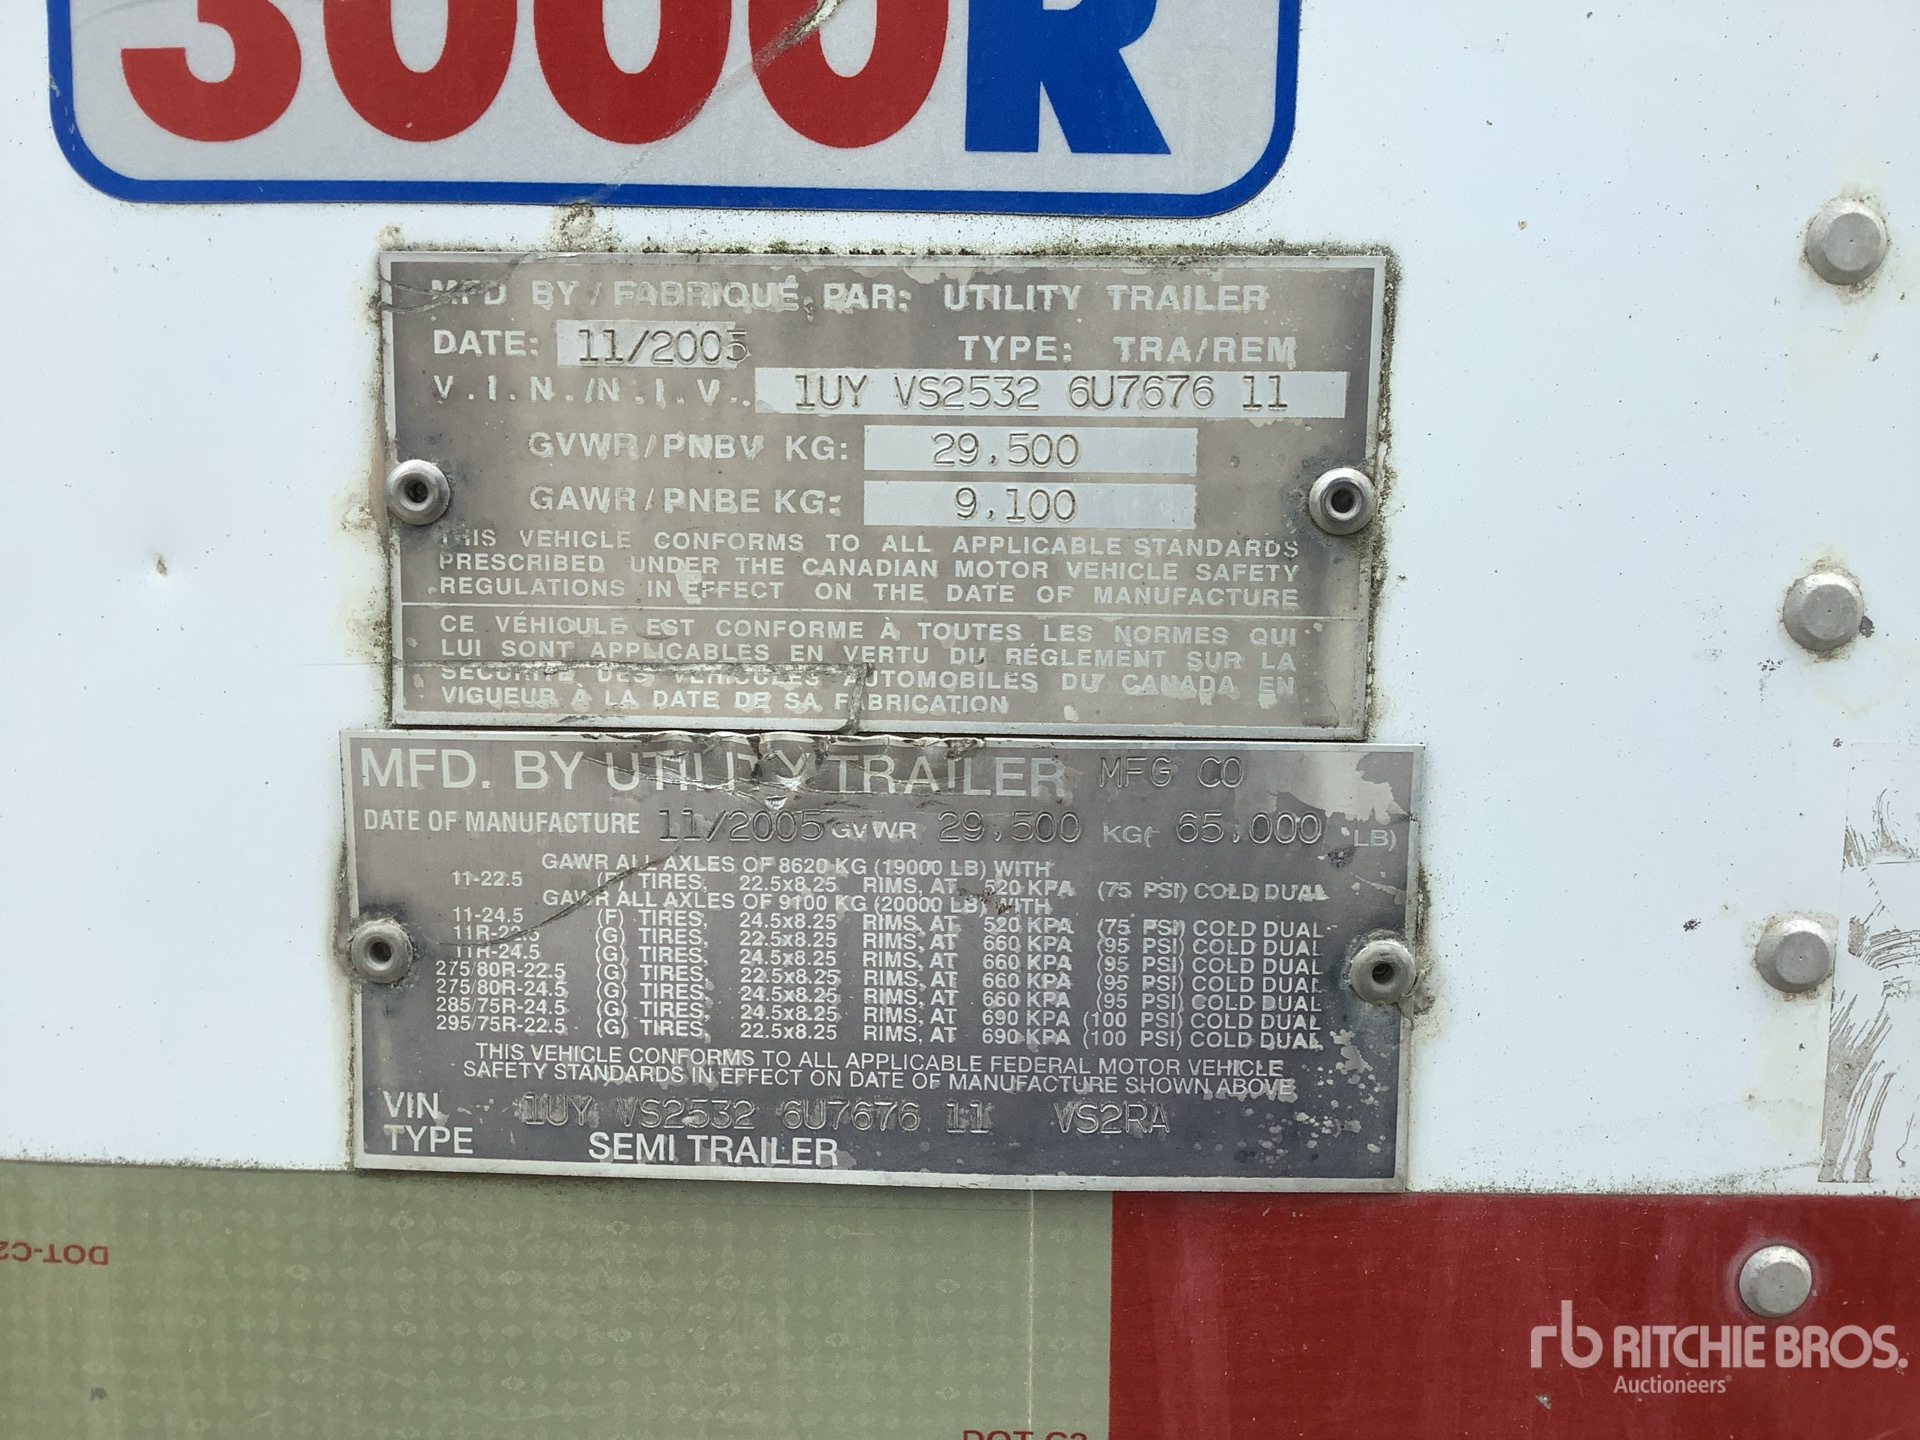 3000R
MFD BY / FABRIQUÉ PAR: UTILITY TRAILER
DATE: 11/2005 TYPE: TRA/REM
V.I.N./N.I.V. 1UY VS2532 6U7676 11
GVWR/PNBV KG: 29,500
GAWR/PNBE KG: 9,100
THIS VEHICLE CONFORMS TO ALL APPLICABLE STANDARDS
PRESCRIBED UNDER THE CANADIAN MOTOR VEHICLE SAFETY
REGULATIONS IN EFFECT ON THE DATE OF MANUFACTURE
CE VÉHICULE EST CONFORME À TOUTES LES NORMES QUI
LUI SONT APPLICABLES EN VERTU DU RÉGLEMENT SUR LA
SÉCURITÉ DES VÉHICULES AUTOMOBILES DU CANADA EN
VIGUEUR À LA DATE DE SA FABRICATION
MFD. BY UTILITY TRAILER MFG CO
DATE OF MANUFACTURE 11/2005 GVWR 29,500 KG( 65,000 LB)
GAWR ALL AXLES OF 8620 KG (19000 LB) WITH
11-22.5 (F) TIRES, 22.5x8.25 RIMS, AT 520 KPA (75 PSI) COLD DUAL
GAWR ALL AXLES OF 9100 KG (20000 LB) WITH
11-24.5 (F) TIRES, 24.5x8.25 RIMS, AT 520 KPA (75 PSI) COLD DUAL
11R-22.5 (G) TIRES, 22.5x8.25 RIMS, AT 660 KPA (95 PSI) COLD DUAL
11R-24.5 (G) TIRES, 24.5x8.25 RIMS, AT 660 KPA (95 PSI) COLD DUAL
275/80R-22.5 (G) TIRES, 22.5x8.25 RIMS, AT 660 KPA (95 PSI) COLD DUAL
275/80R-24.5 (G) TIRES, 24.5x8.25 RIMS, AT 660 KPA (95 PSI) COLD DUAL
285/75R-24.5 (G) TIRES, 24.5x8.25 RIMS, AT 690 KPA (100 PSI) COLD DUAL
295/75R-22.5 (G) TIRES, 22.5x8.25 RIMS, AT 690 KPA (100 PSI) COLD DUAL
THIS VEHICLE CONFORMS TO ALL APPLICABLE FEDERAL MOTOR VEHICLE
SAFETY STANDARDS IN EFFECT ON DATE OF MANUFACTURE SHOWN ABOVE
VIN 1UY VS2532 6U7676 11 VS2RA
TYPE SEMI TRAILER
DOT-C2
DOT-C2
rb RITCHIE BROS.
Auctioneers